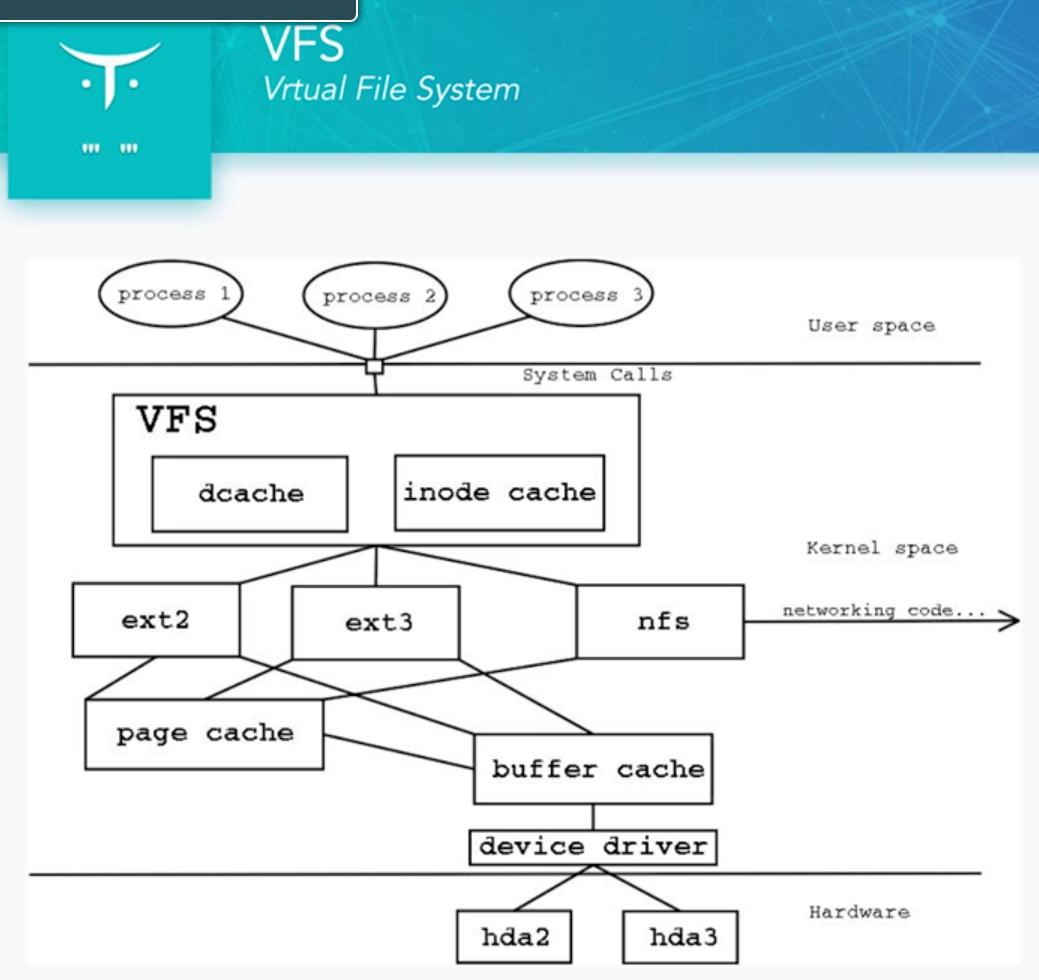 VFS
Vrtual File System
process 1
process 2
process 3
User space
System Calls
VFS
dcache
inode cache
Kernel space
ext2
ext3
nfs
networking code...
page cache
buffer cache
device driver
Hardware
hda2
hda3